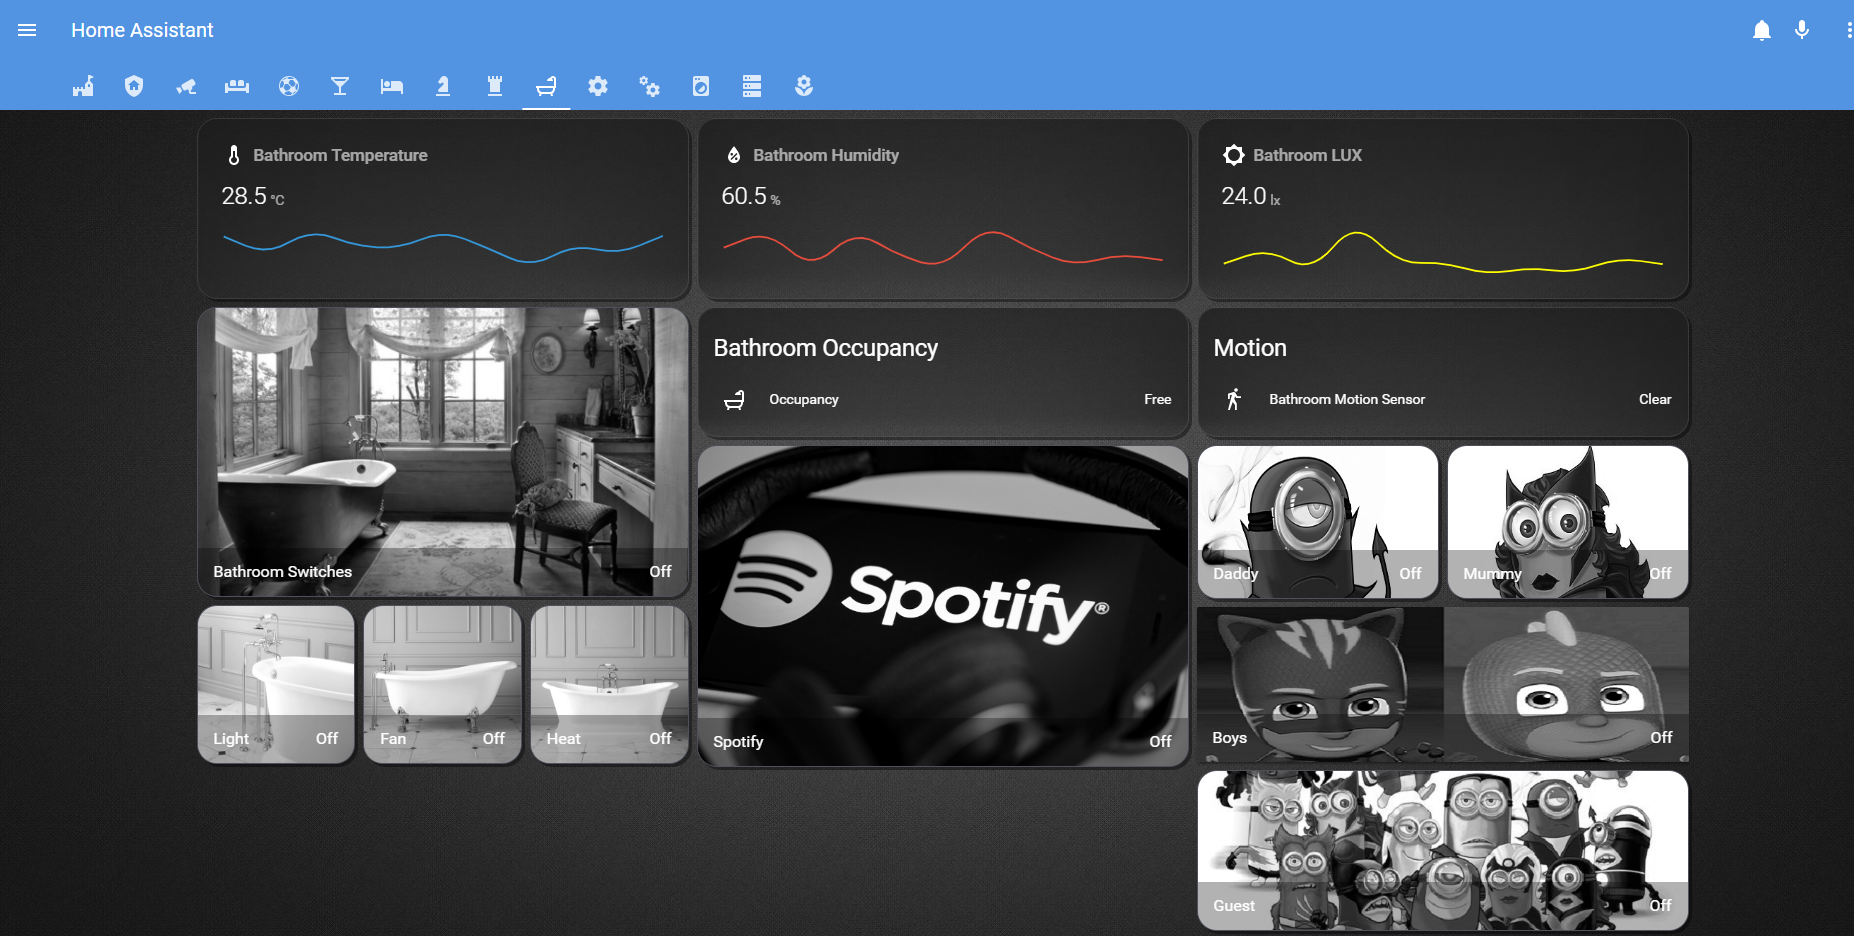 Home Assistant
Bathroom Temperature
28.5 °C
Bathroom Humidity
60.5 %
Bathroom LUX
24.0 lx
Bathroom Switches Off
Light Off
Fan Off
Heat Off
Bathroom Occupancy
Occupancy Free
Spotify®
Spotify Off
Motion
Bathroom Motion Sensor Clear
Daddy Off
Mummy Off
Boys Off
Guest Off